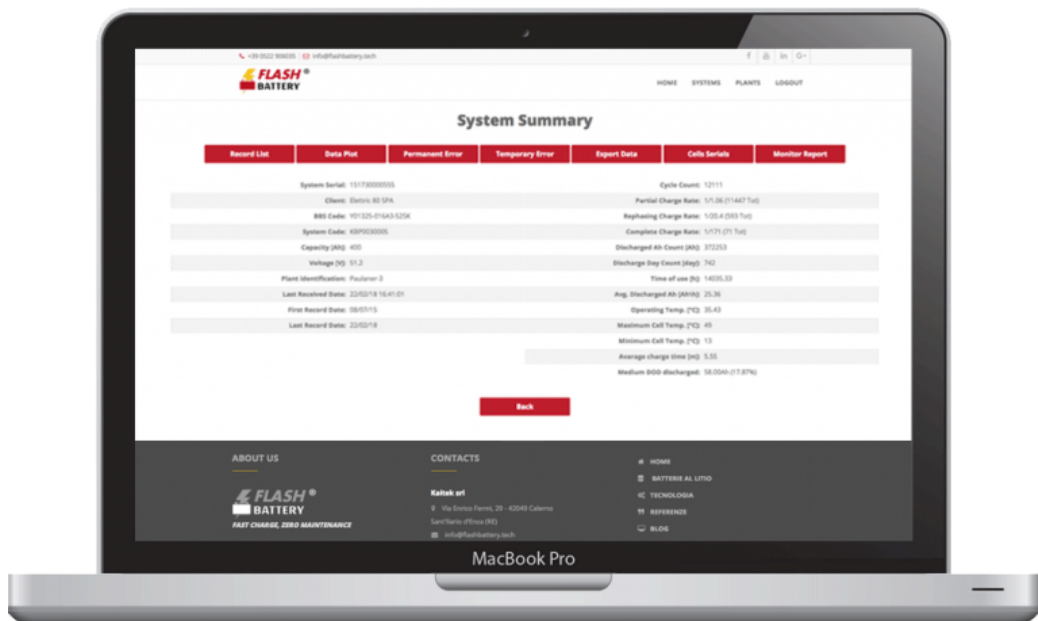 +39 0522 906035 info@flashbattery.tech
FLASH®
BATTERY
HOME SYSTEMS PLANTS LOGOUT
System Summary
Record List Data Plot Permanent Error Temporary Error Export Data Cells Serials Monitor Report
System Serial: 151730000555
Client: Elettric 80 SPA
BBS Code: Y01325-016A3-525K
System Code: KBP0030005
Capacity [Ah]: 400
Voltage [V]: 51.2
Plant identification: Paulaner-3
Last Received Date: 22/02/18 16:41:01
First Record Date: 08/07/15
Last Record Date: 22/02/18
Cycle Count: 12111
Partial Charge Rate: 1/1.06 (11447 Tot)
Rephasing Charge Rate: 1/20.4 (593 Tot)
Complete Charge Rate: 1/171 (71 Tot)
Discharged Ah Count [Ah]: 372253
Discharge Day Count [day]: 742
Time of use [h]: 14035.33
Avg. Discharged Ah [Ah/h]: 25.36
Operating Temp. [°C]: 35.43
Maximum Cell Temp. [°C]: 49
Minimum Cell Temp. [°C]: 13
Avarage charge time [m]: 5.55
Medium DOD discharged: 58.00Ah (17.87%)
Back
ABOUT US
FLASH®
BATTERY
FAST CHARGE, ZERO MAINTENANCE
CONTACTS
Kaitek srl
Via Enrico Fermi, 29 - 42049 Calerno
Sant'Ilario d'Enza (RE)
info@flashbattery.tech
HOME
BATTERIE AL LITIO
TECNOLOGIA
REFERENZE
BLOG
MacBook Pro